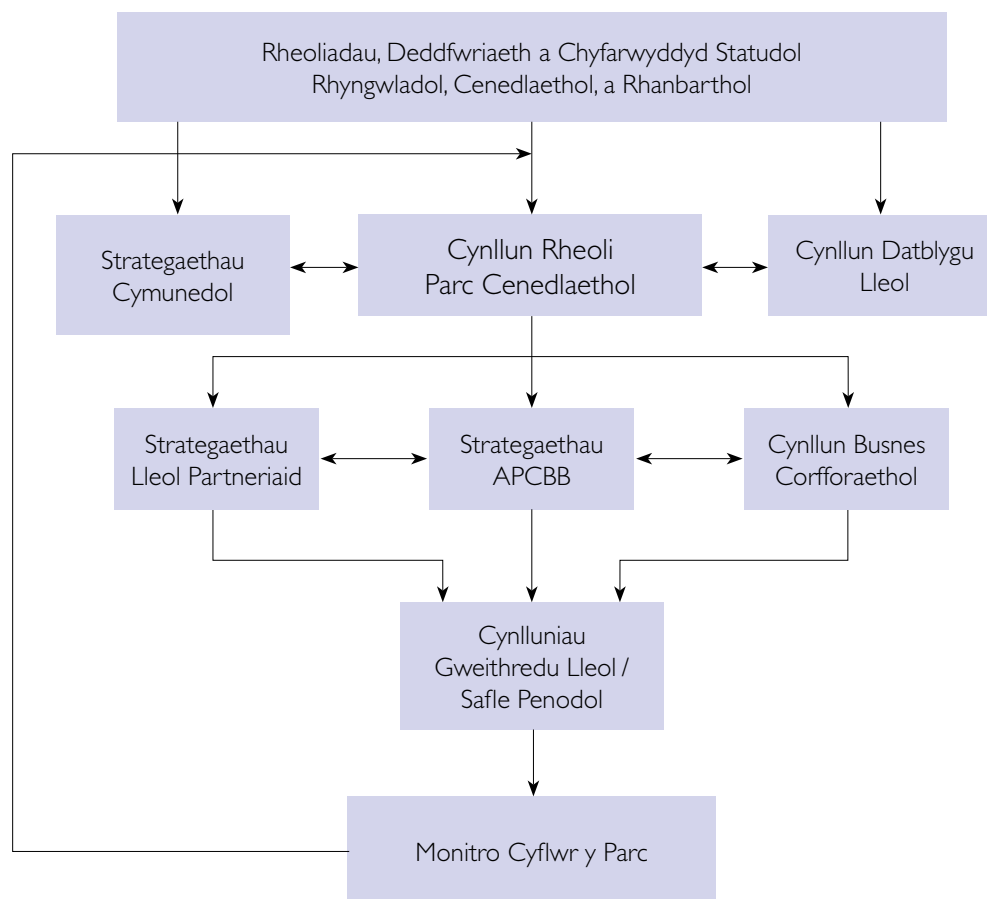 Rheoliadau, Deddfwriaeth a Chyfarwyddyd Statudol
Rhyngwladol, Cenedlaethol, a Rhanbarthol
Strategaethau
Cymunedol
Cynllun Rheoli
Parc Cenedlaethol
Cynllun Datblygu
Lleol
Strategaethau
Lleol Partneriaid
Strategaethau
APCBB
Cynllun Busnes
Corfforaethol
Cynlluniau
Gweithredu Lleol /
Safle Penodol
Monitro Cyflwr y Parc